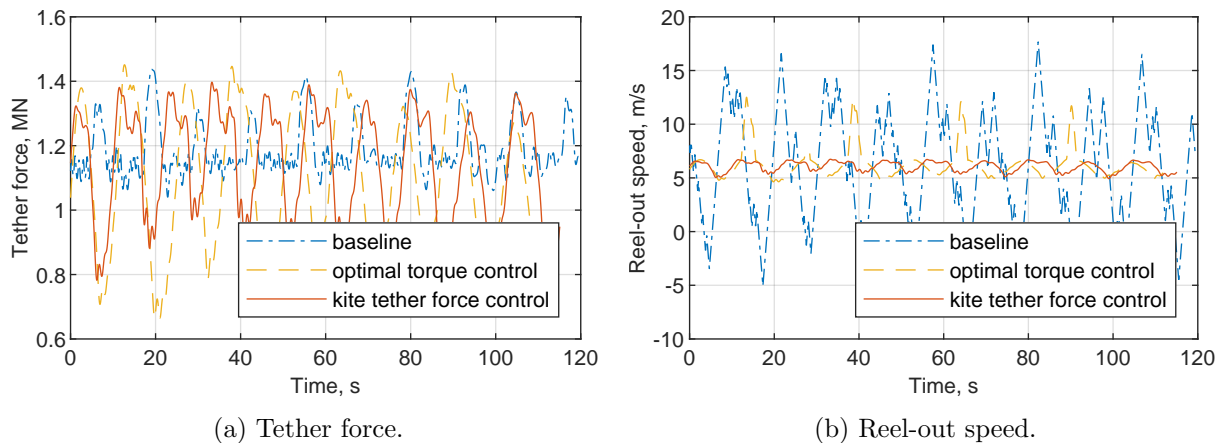 1.6
1.4
1.2
1
0.8
0.6
Tether force, MN
0 20 40 60 80 100 120
Time, s
baseline
optimal torque control
kite tether force control
(a) Tether force.
20
15
10
5
0
-5
-10
Reel-out speed, m/s
0 20 40 60 80 100 120
Time, s
baseline
optimal torque control
kite tether force control
(b) Reel-out speed.